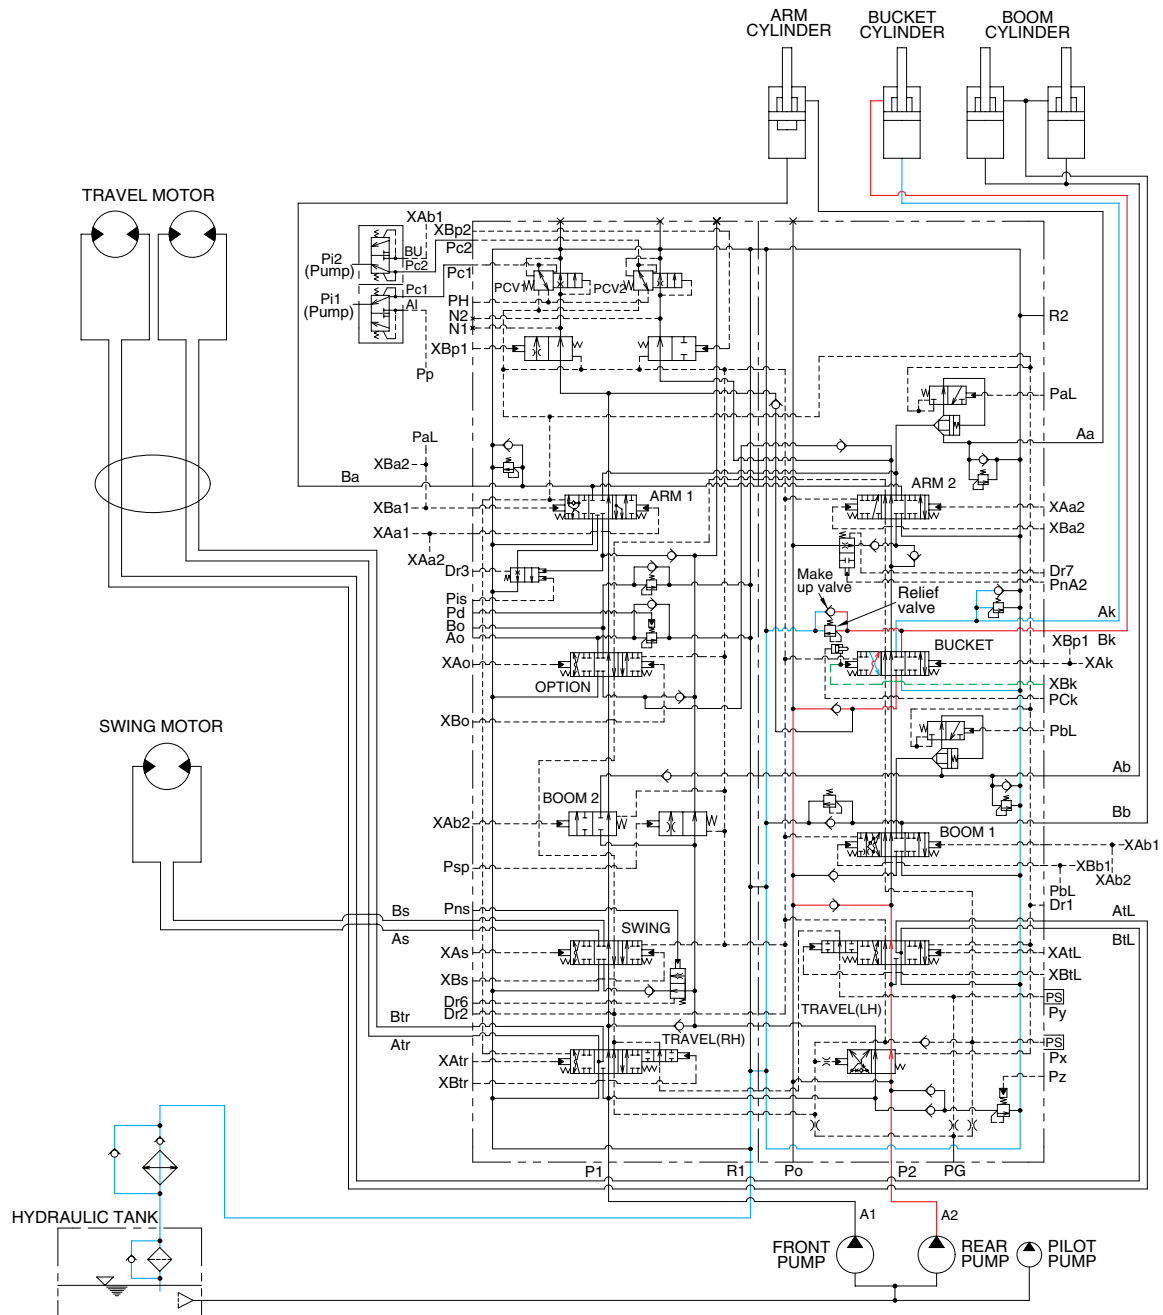 ARM
CYLINDER
BUCKET
CYLINDER
BOOM
CYLINDER
TRAVEL MOTOR
XAb1
XBp2
BU
Pc2
Pc2
Pi2
(Pump)
Pc1
Pc1
Pi1
(Pump)
AI
PCV1
PCV2
PH
N2
N1
R2
XBp1
Pp
PaL
Aa
PaL
XBa2
Ba
ARM 1
ARM 2
XBa1
XAa2
XAa1
XBa2
XAa2
Dr3
Dr7
Make
up valve
PnA2
Relief
valve
Pis
Pd
Bo
Ao
Ak
XBp1
Bk
BUCKET
XAo
XAk
OPTION
XBk
PCk
XBo
PbL
SWING MOTOR
Ab
BOOM 2
Bb
XAb2
BOOM 1
XAb1
XBb1
XAb2
Psp
PbL
Dr1
Pns
Bs
AtL
SWING
As
BtL
XAs
XAtL
XBs
XBtL
Dr6
Dr2
PS
TRAVEL(LH)
Py
Btr
TRAVEL(RH)
PS
Atr
Px
XAtr
Pz
XBtr
P1
R1
Po
P2
PG
HYDRAULIC TANK
A1
A2
FRONT
PUMP
REAR
PUMP
PILOT
PUMP